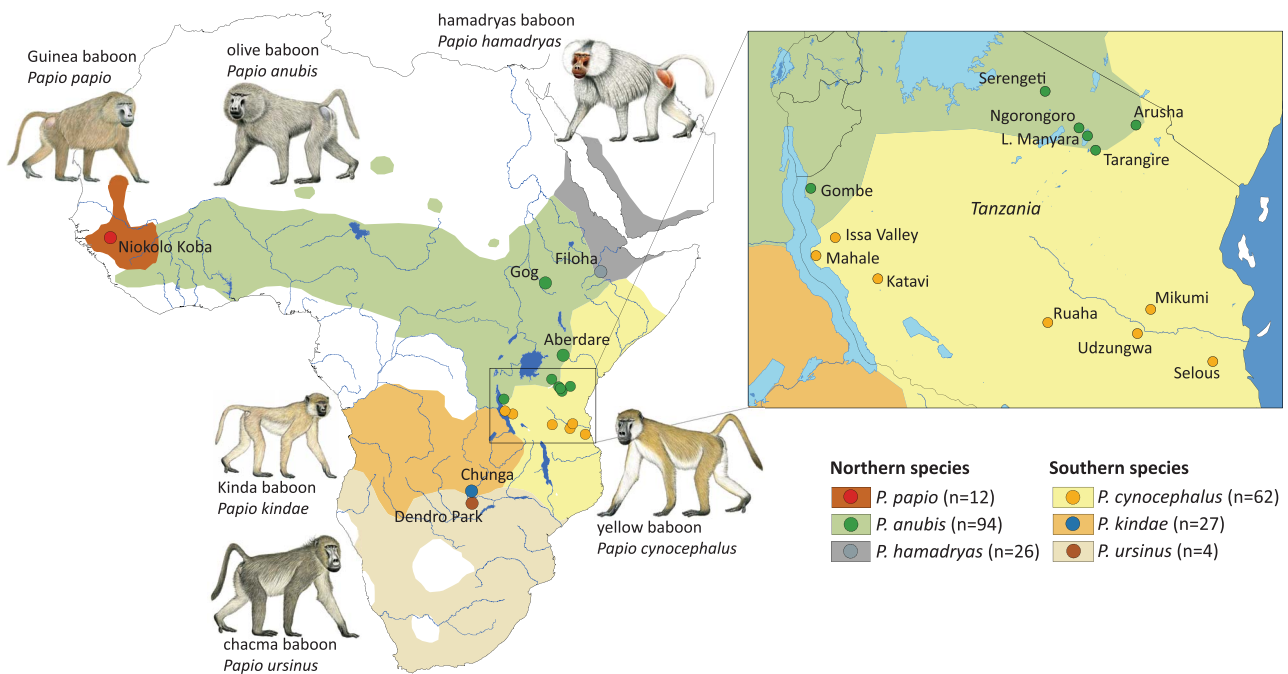 hamadryas baboon
Papio hamadryas
Guinea baboon
Papio papio
olive baboon
Papio anubis
Niokolo Koba
Gog
Filoha
Aberdare
Kinda baboon
Papio kindae
Chunga
Dendro Park
yellow baboon
Papio cynocephalus
chacma baboon
Papio ursinus
Serengeti
Ngorongoro
L. Manyara
Arusha
Tarangire
Gombe
Tanzania
Issa Valley
Mahale
Katavi
Mikumi
Ruaha
Udzungwa
Selous
Northern species
P. papio (n=12)
P. anubis (n=94)
P. hamadryas (n=26)
Southern species
P. cynocephalus (n=62)
P. kindae (n=27)
P. ursinus (n=4)